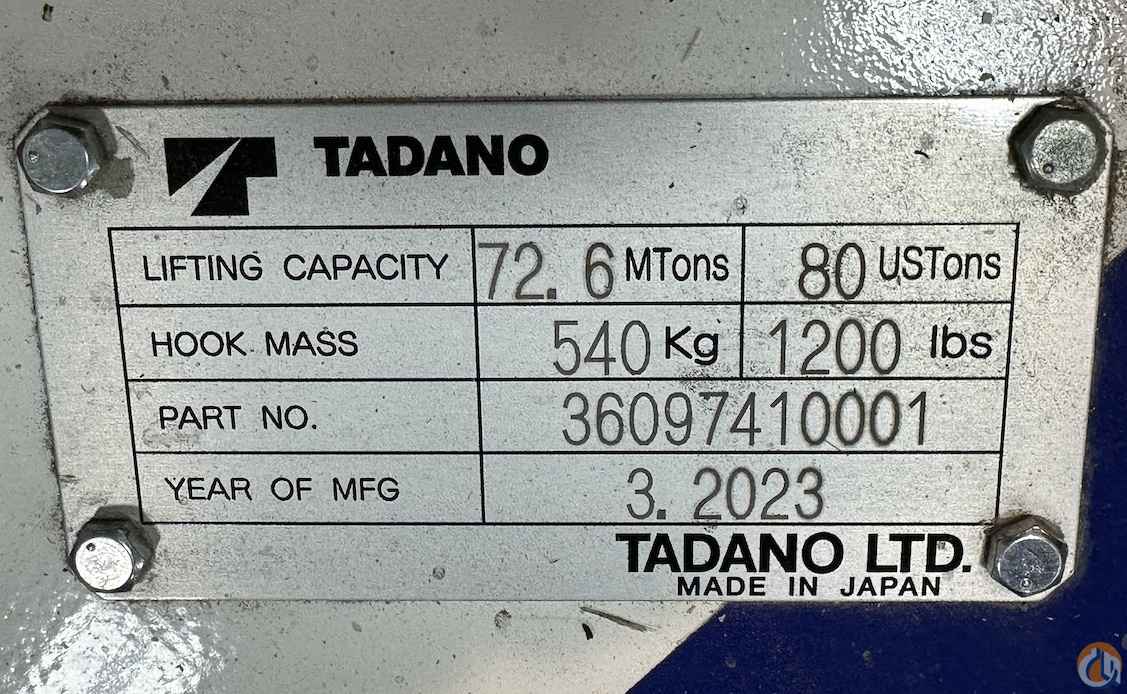 TADANO
LIFTING CAPACITY 72.6 MTons 80 USTons
HOOK MASS 540 Kg 1200 lbs
PART NO. 36097410001
YEAR OF MFG 3.2023
TADANO LTD.
MADE IN JAPAN